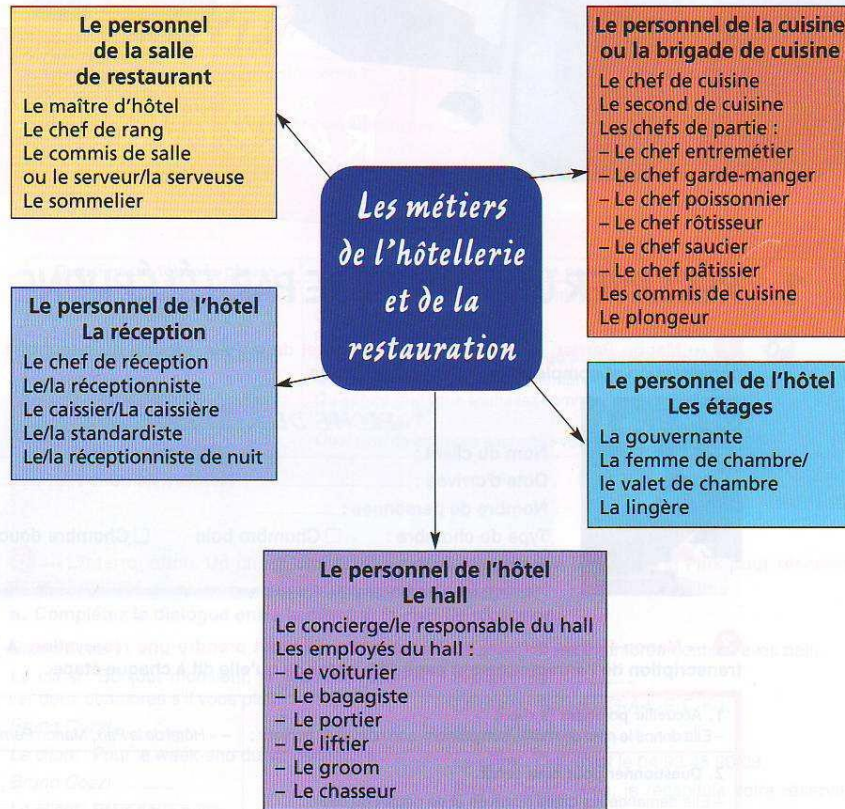 Le personnel
de la salle
de restaurant
Le maître d'hôtel
Le chef de rang
Le commis de salle
ou le serveur/la serveuse
Le sommelier
Le personnel de la cuisine
ou la brigade de cuisine
Le chef de cuisine
Le second de cuisine
Les chefs de partie :
– Le chef entremétier
– Le chef garde-manger
– Le chef poissonnier
– Le chef rôtisseur
– Le chef saucier
– Le chef pâtissier
Les commis de cuisine
Le plongeur
Les métiers
de l'hôtellerie
et de la
restauration
Le personnel de l'hôtel
La réception
Le chef de réception
Le/la réceptionniste
Le caissier/La caissière
Le/la standardiste
Le/la réceptionniste de nuit
Le personnel de l'hôtel
Les étages
La gouvernante
La femme de chambre/
le valet de chambre
La lingère
Le personnel de l'hôtel
Le hall
Le concierge/le responsable du hall
Les employés du hall :
– Le voiturier
– Le bagagiste
– Le portier
– Le liftier
– Le groom
– Le chasseur